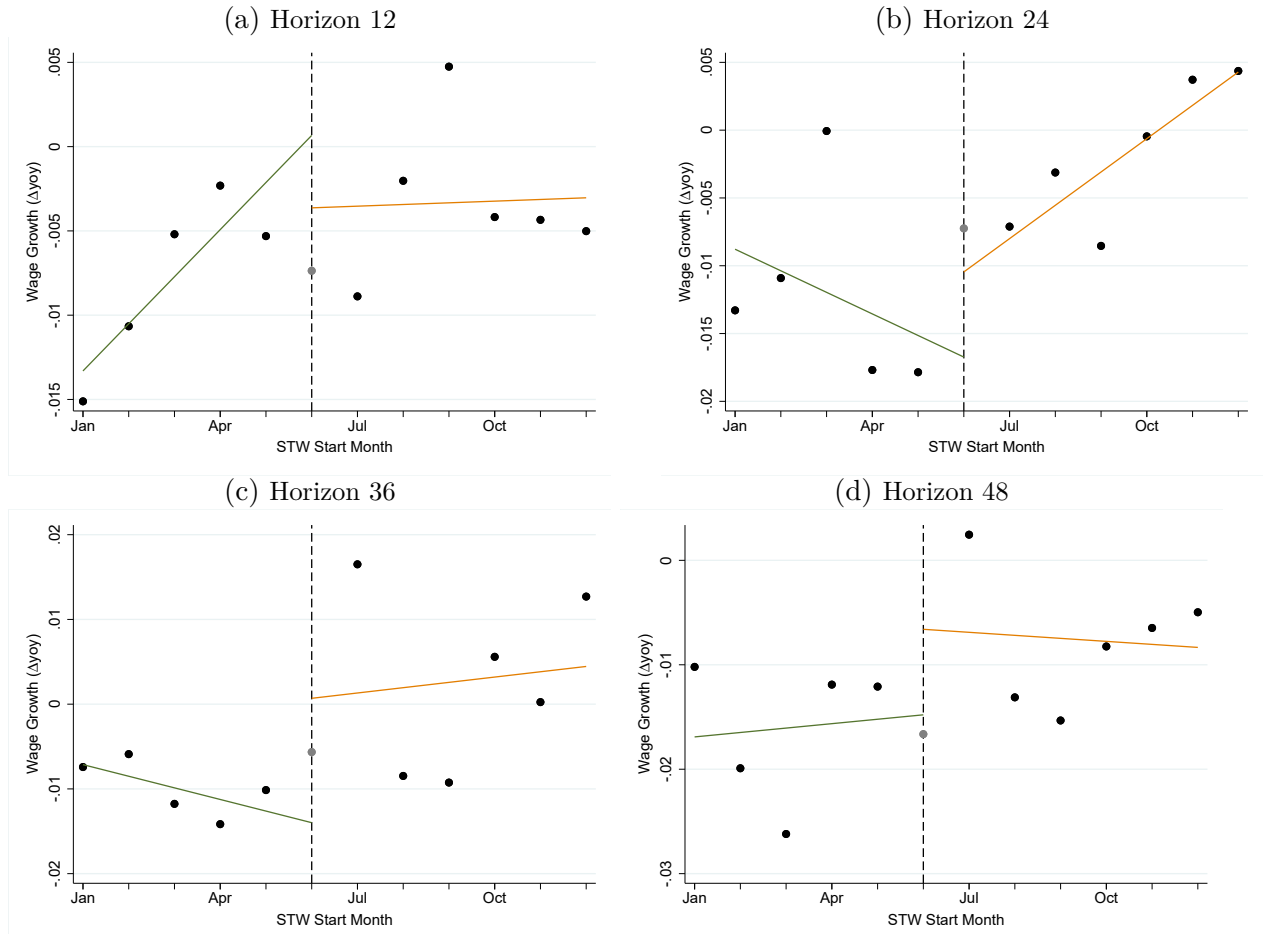 (a) Horizon 12
Wage Growth (Δyoy)
.005
0
-.005
-.01
-.015
Jan
Apr
Jul
Oct
STW Start Month
(b) Horizon 24
Wage Growth (Δyoy)
.005
0
-.005
-.01
-.015
-.02
Jan
Apr
Jul
Oct
STW Start Month
(c) Horizon 36
Wage Growth (Δyoy)
.02
.01
0
-.01
-.02
Jan
Apr
Jul
Oct
STW Start Month
(d) Horizon 48
Wage Growth (Δyoy)
0
-.01
-.02
-.03
Jan
Apr
Jul
Oct
STW Start Month